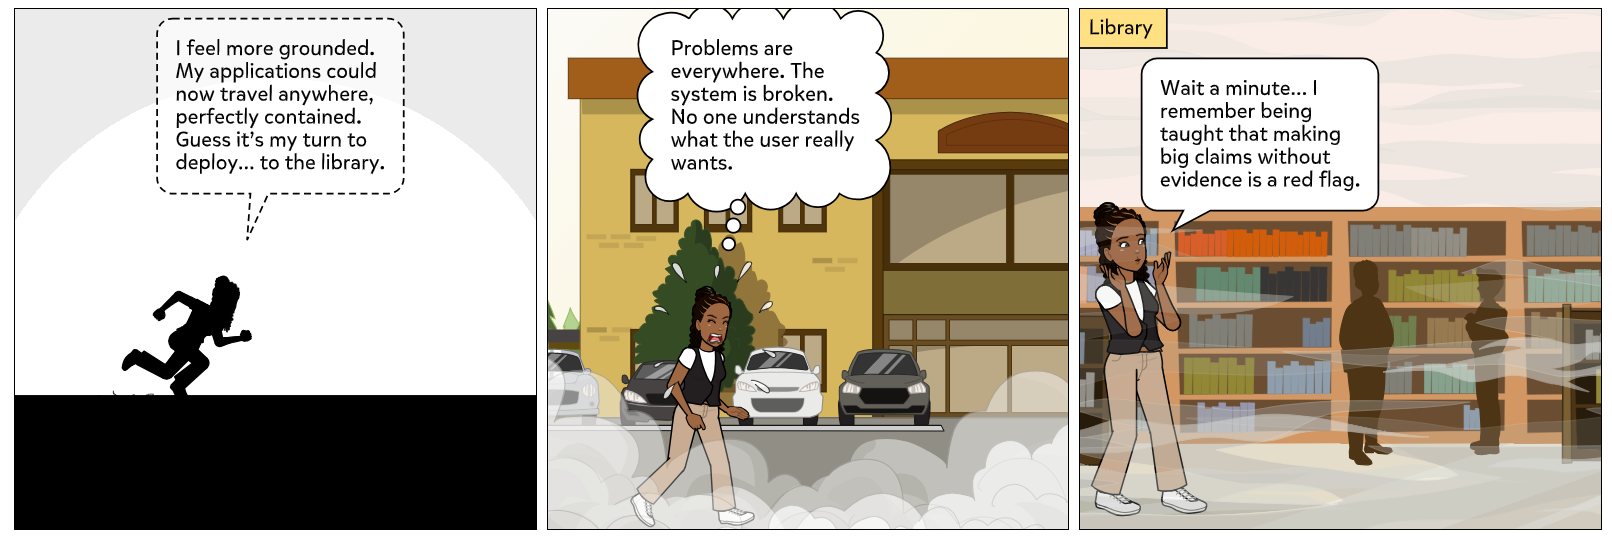 I feel more grounded.
My applications could
now travel anywhere,
perfectly contained.
Guess it's my turn to
deploy... to the library.
Problems are
everywhere. The
system is broken.
No one understands
what the user really
wants.
Library
Wait a minute... I
remember being
taught that making
big claims without
evidence is a red flag.